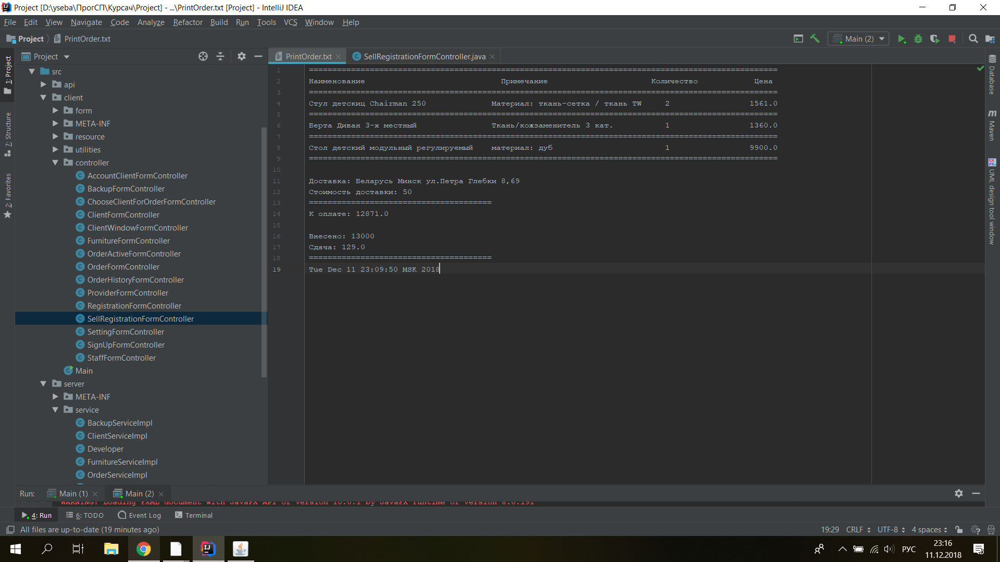 Project [D:\yseba\ПрогСП\Курсач\Project] - ...\PrintOrder.txt [Project] - IntelliJ IDEA
File Edit View Navigate Code Analyze Refactor Build Run Tools VCS Window Help
Project PrintOrder.txt Main (2)
Project PrintOrder.txt SellRegistrationFormController.java
1: Project
7: Structure
2: Favorites
src
api
client
form
META-INF
resource
utilities
controller
AccountClientFormController
BackupFormController
ChooseClientForOrderFormController
ClientFormController
ClientWindowFormController
FurnitureFormController
OrderActiveFormController
OrderFormController
OrderHistoryFormController
ProviderFormController
RegistrationFormController
SellRegistrationFormController
SettingFormController
SignUpFormController
StaffFormController
Main
server
META-INF
service
BackupServiceImpl
ClientServiceImpl
Developer
FurnitureServiceImpl
OrderServiceImpl
1 ====================================================================================================
2 Наименование Примечание Количество Цена
3 ====================================================================================================
4 Стул детскиц Chairman 250 Материал: ткань-сетка / ткань TW 2 1561.0
5 ====================================================================================================
6 Берта Диван 3-х местный Ткань/кожзаменитель 3 кат. 1 1360.0
7 ====================================================================================================
8 Стол детский модульный регулируемый материал: дуб 1 9900.0
9 ====================================================================================================
10
11 Доставка: Беларусь Минск ул.Петра Глебки 8,69
12 Стоимость доставки: 50
13 =======================================
14 К оплате: 12871.0
15
16 Внесено: 13000
17 Сдача: 129.0
18 =======================================
19 Tue Dec 11 23:09:50 MSK 2018
Database
Maven
UML design tool window
Run: Main (1) Main (2)
WARNING: Loading FXML document with JavaFX API of version 10.0.1 by JavaFX runtime of version 8.0.191
4: Run 6: TODO Event Log Terminal
All files are up-to-date (19 minutes ago) 19:29 CRLF UTF-8 4 spaces
РУС 23:16
11.12.2018